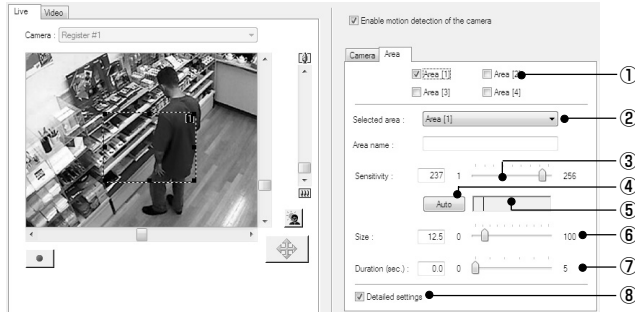 Live Video
Camera : Register #1
[1]
Enable motion detection of the camera
Camera Area
Area [1] Area [2] ①
Area [3] Area [4]
Selected area : Area [1] ②
Area name :
Sensitivity : 237 1 256 ③
Auto ④
⑤
Size : 12.5 0 100 ⑥
Duration (sec.) : 0.0 0 5 ⑦
Detailed settings ⑧